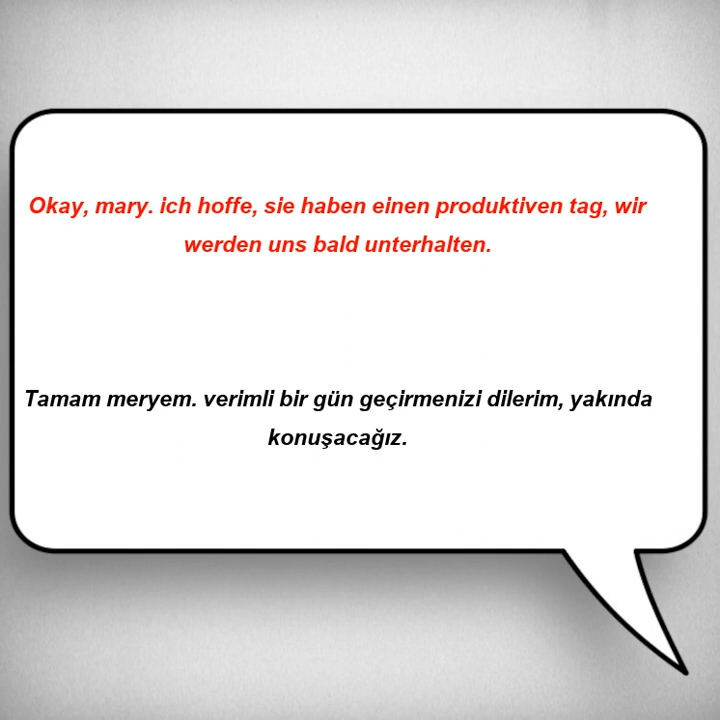 Okay, mary. ich hoffe, sie haben einen produktiven tag, wir
werden uns bald unterhalten.
Tamam meryem. verimli bir gün geçirmenizi dilerim, yakında
konuşacağız.